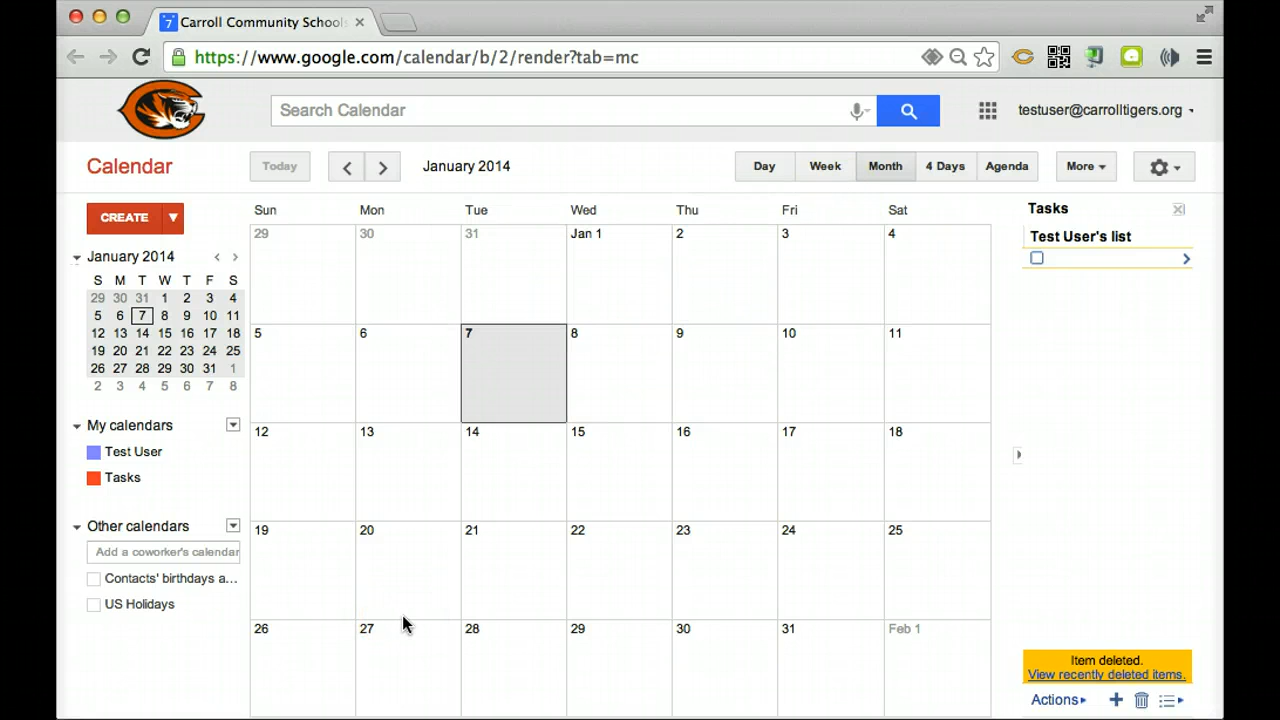 7 Carroll Community Schools
https://www.google.com/calendar/b/2/render?tab=mc
Search Calendar
testuser@carrolltigers.org
Calendar
Today
January 2014
Day Week Month 4 Days Agenda
More
CREATE
January 2014
S M T W T F S
29 30 31 1 2 3 4
5 6 7 8 9 10 11
12 13 14 15 16 17 18
19 20 21 22 23 24 25
26 27 28 29 30 31 1
2 3 4 5 6 7 8
My calendars
Test User
Tasks
Other calendars
Add a coworker's calendar
Contacts' birthdays a...
US Holidays
Sun Mon Tue Wed Thu Fri Sat
29 30 31 Jan 1 2 3 4
5 6 7 8 9 10 11
12 13 14 15 16 17 18
19 20 21 22 23 24 25
26 27 28 29 30 31 Feb 1
Tasks
Test User's list
Item deleted.
View recently deleted items.
Actions